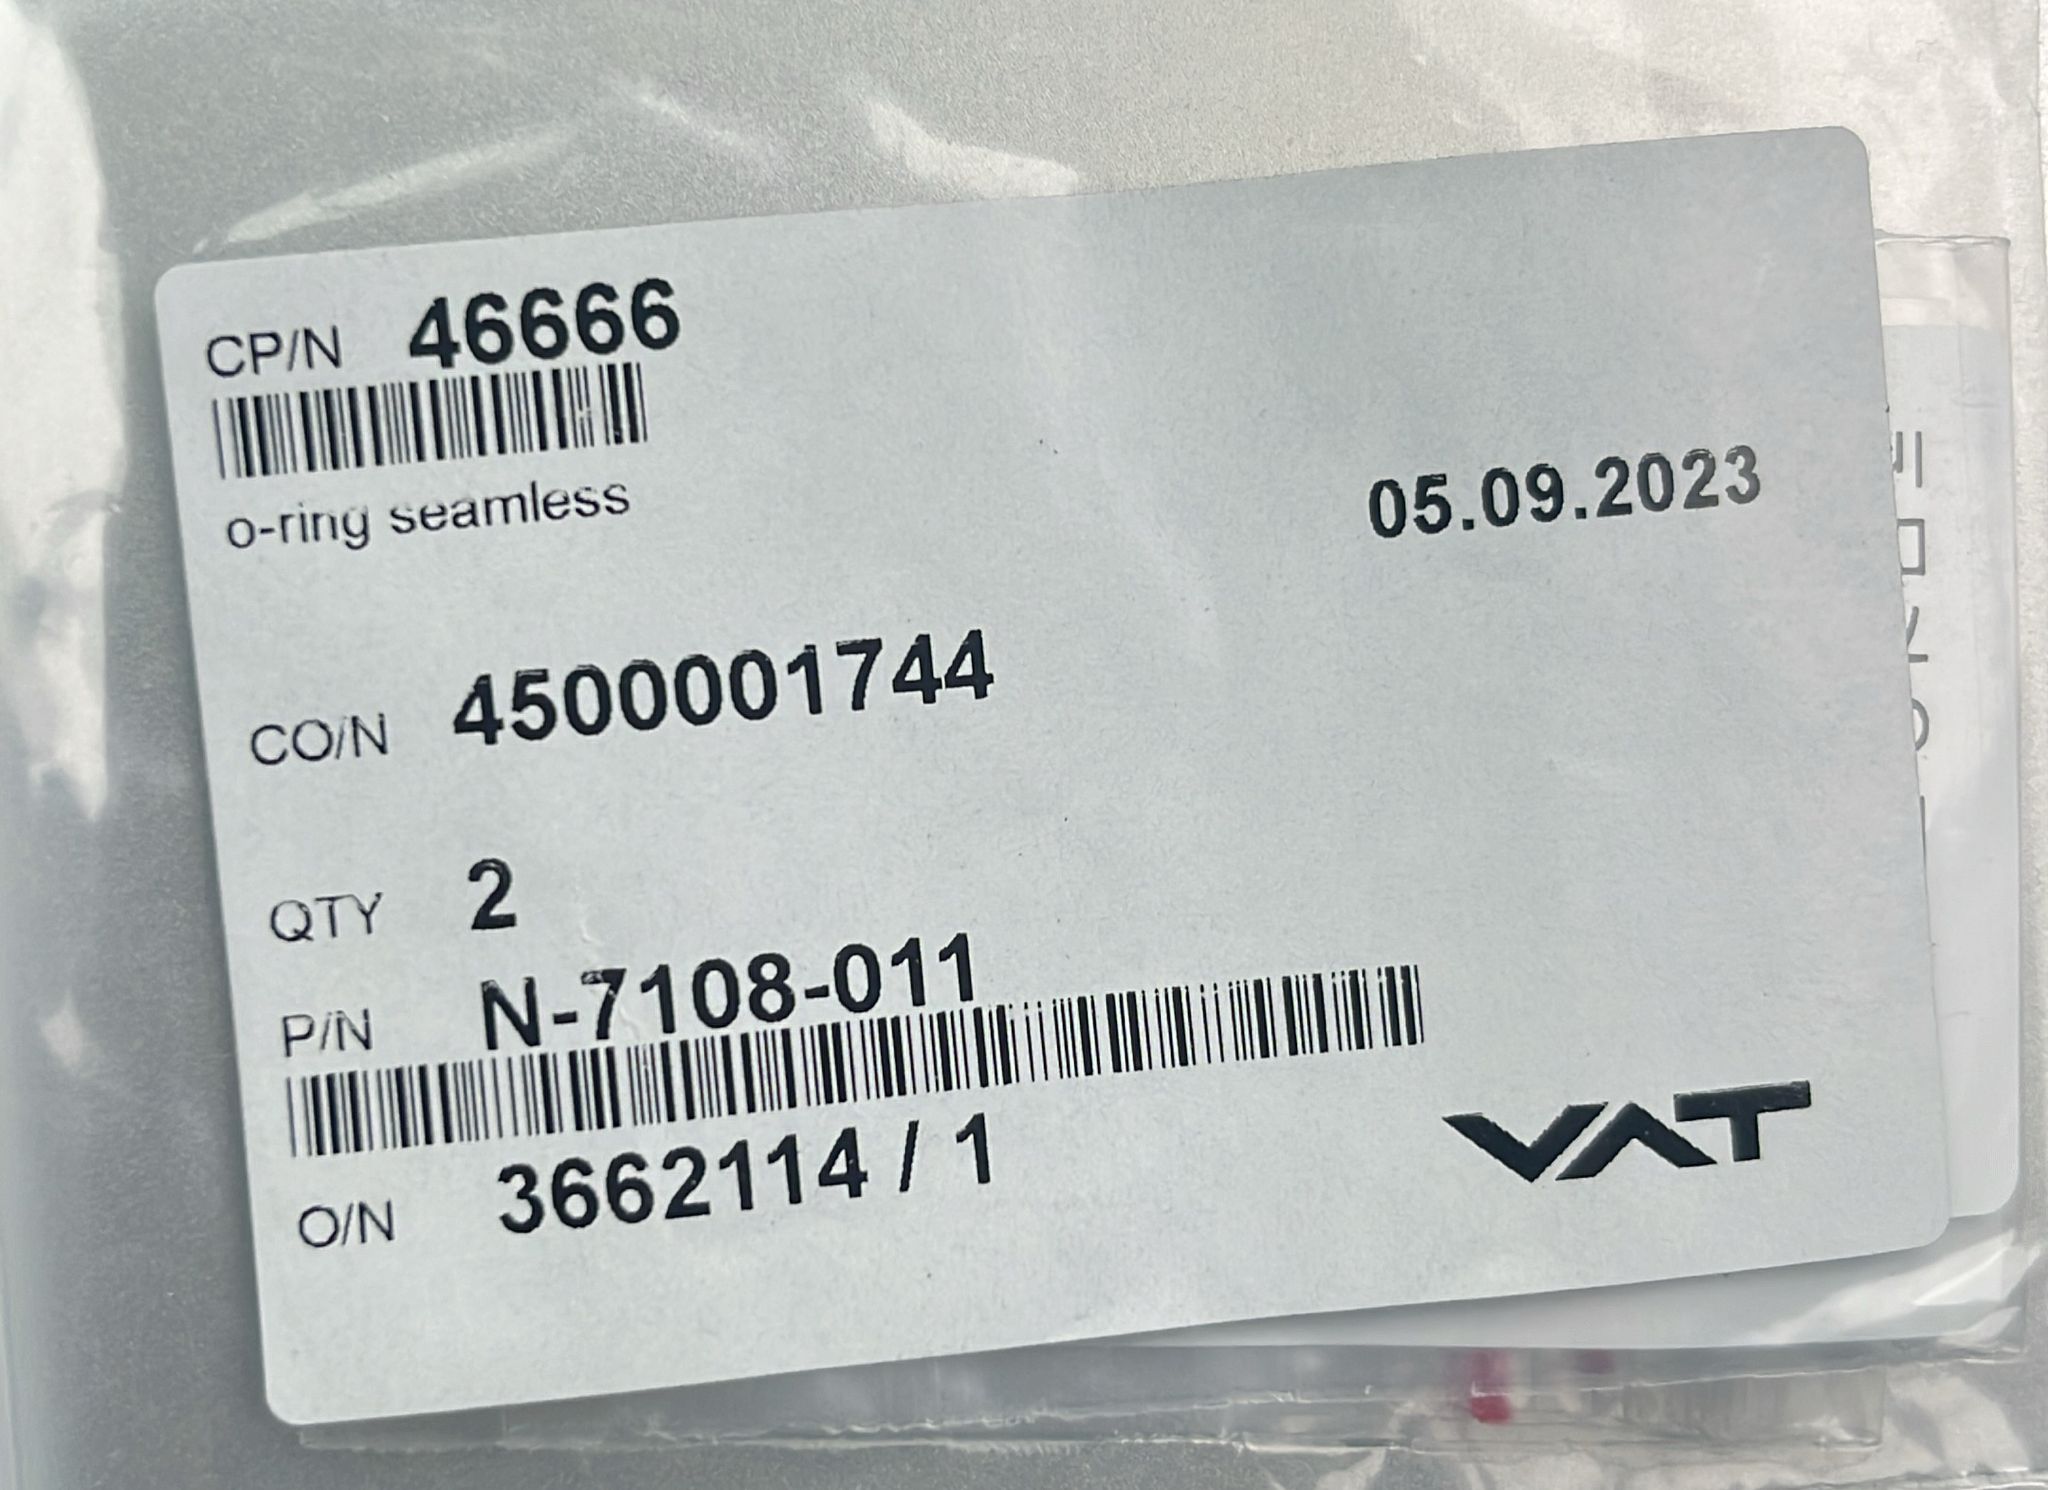 CP/N 46666
o-ring seamless
05.09.2023
CO/N 4500001744
QTY 2
P/N N-7108-011
O/N 3662114 / 1
VAT